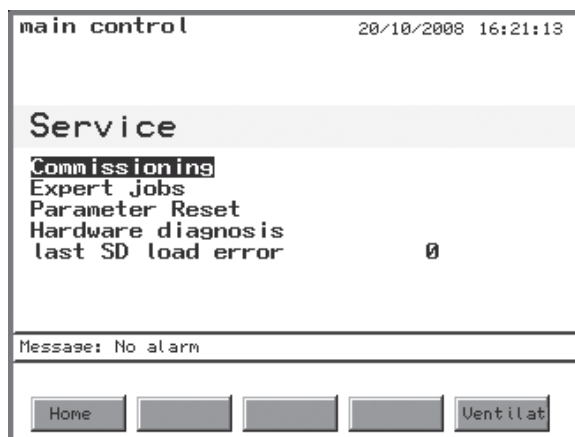 main control 20/10/2008 16:21:13
Service
Commissioning
Expert jobs
Parameter Reset
Hardware diagnosis
last SD load error 0
Message: No alarm
Home Ventilat